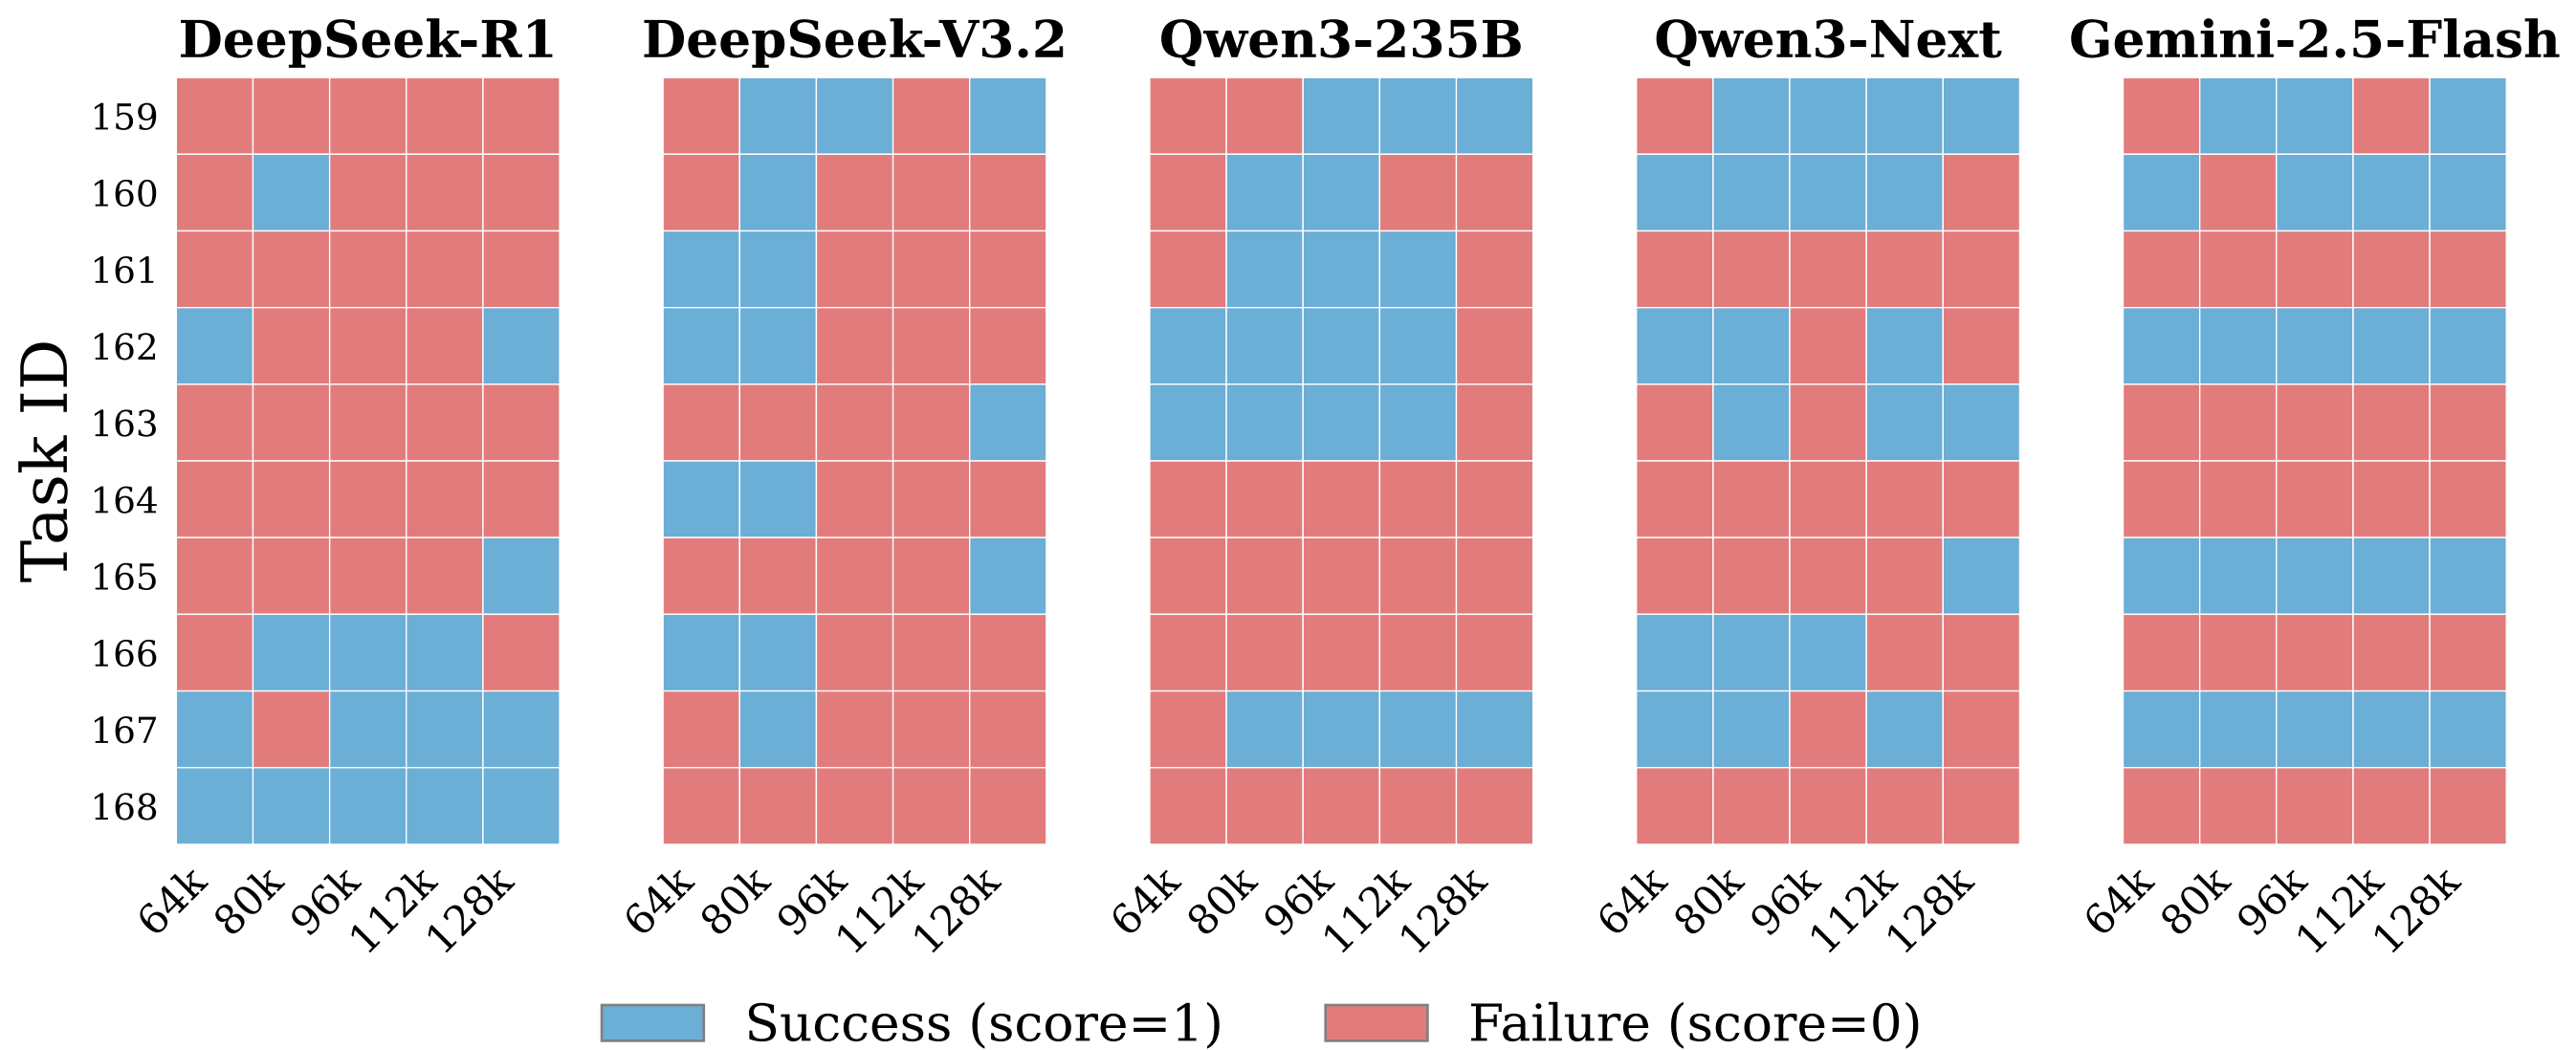 DeepSeek-R1 DeepSeek-V3.2 Qwen3-235B Qwen3-Next Gemini-2.5-Flash
Task ID
159
160
161
162
163
164
165
166
167
168
64k 80k 96k 112k 128k 64k 80k 96k 112k 128k 64k 80k 96k 112k 128k 64k 80k 96k 112k 128k 64k 80k 96k 112k 128k
Success (score=1) Failure (score=0)